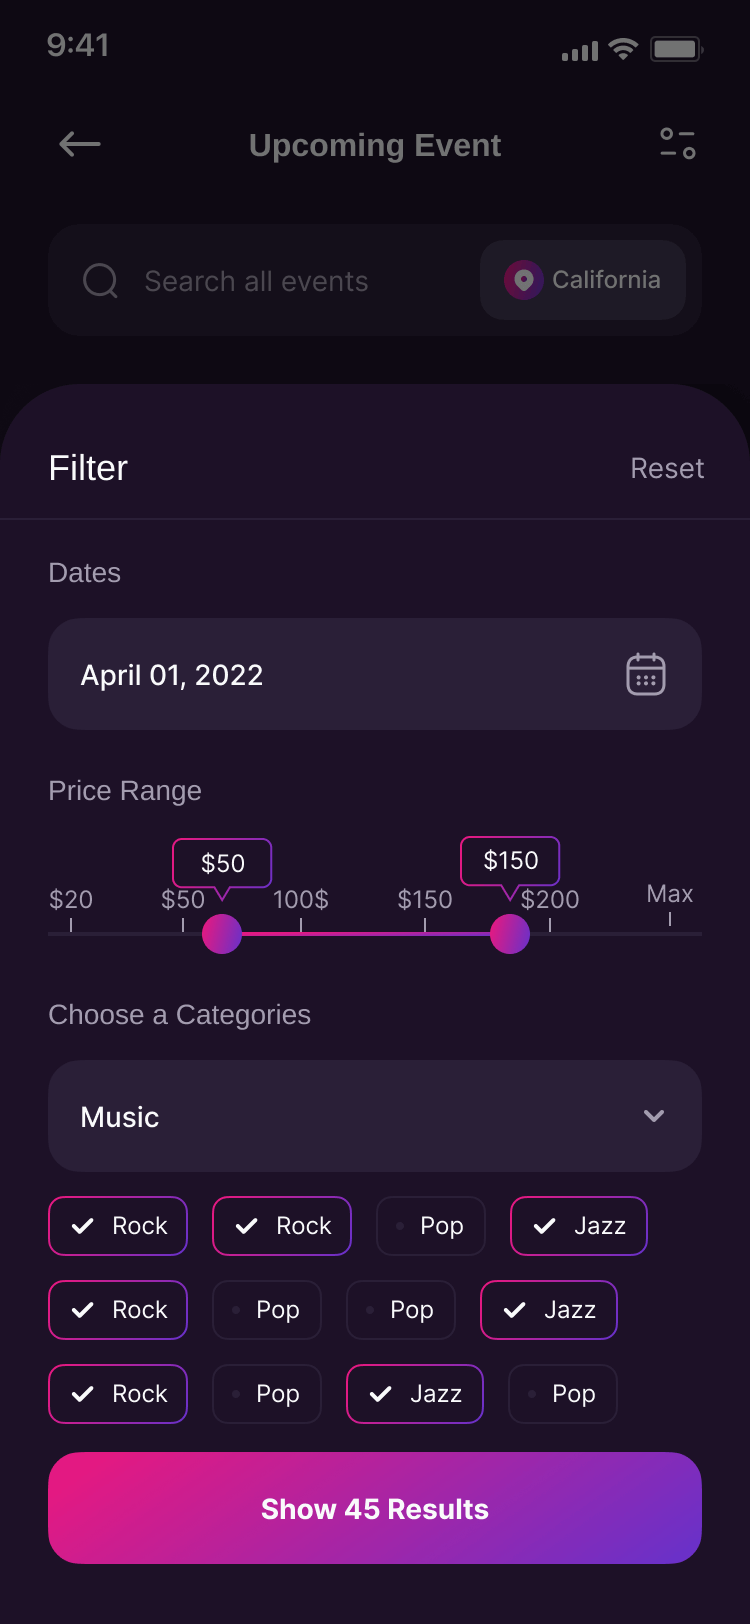 9:41
Upcoming Event
Search all events California
Filter Reset
Dates
April 01, 2022
Price Range
$50 $150
$20 $50 100$ $150 $200 Max
Choose a Categories
Music
Rock Rock Pop Jazz
Rock Pop Pop Jazz
Rock Pop Jazz Pop
Show 45 Results